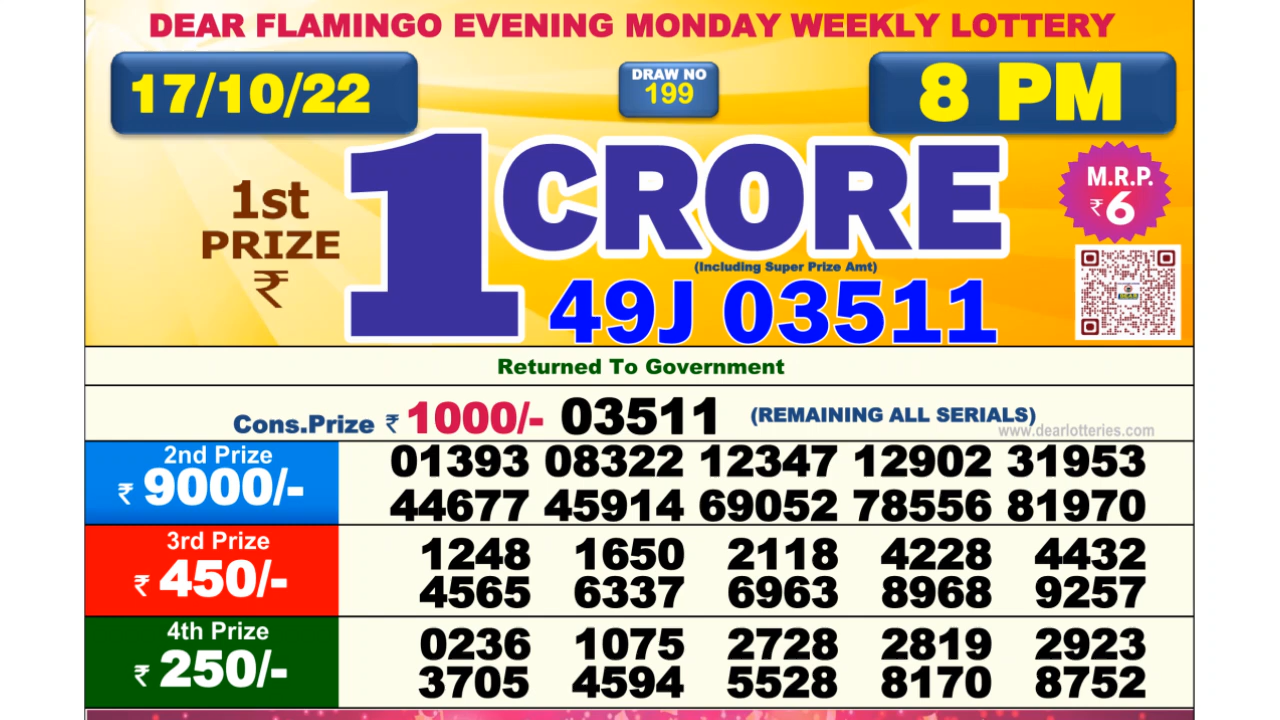 DEAR FLAMINGO EVENING MONDAY WEEKLY LOTTERY
17/10/22
DRAW NO
199
8 PM
1st
PRIZE
₹
1 CRORE
(Including Super Prize Amt)
49J 03511
M.R.P.
₹6
Returned To Government
Cons.Prize ₹ 1000/- 03511 (REMAINING ALL SERIALS)
www.dearlotteries.com
2nd Prize
₹ 9000/-
01393 08322 12347 12902 31953
44677 45914 69052 78556 81970
3rd Prize
₹ 450/-
1248 1650 2118 4228 4432
4565 6337 6963 8968 9257
4th Prize
₹ 250/-
0236 1075 2728 2819 2923
3705 4594 5528 8170 8752